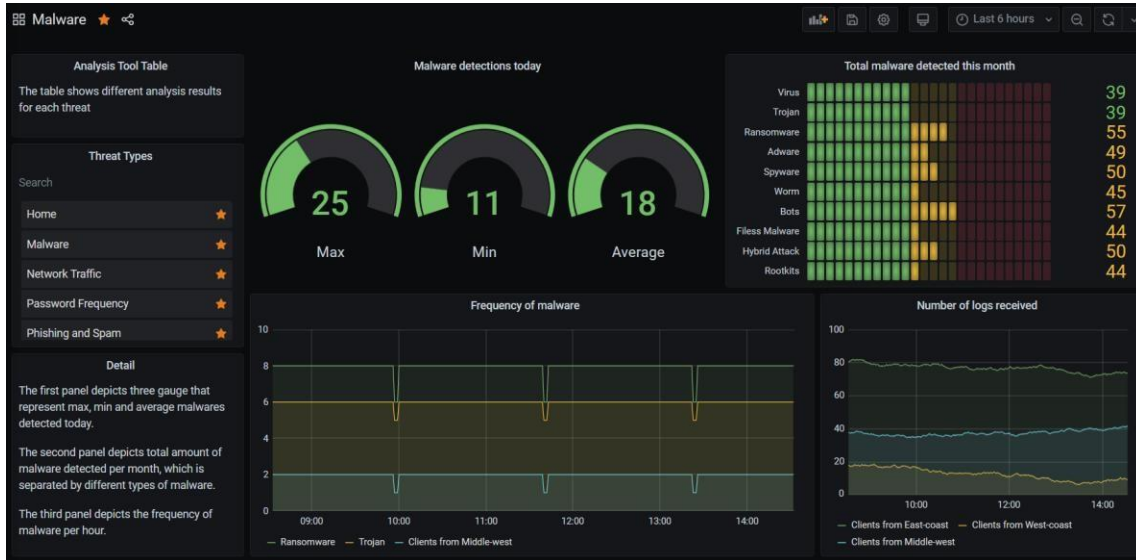 Malware
Last 6 hours
Analysis Tool Table
The table shows different analysis results
for each threat
Threat Types
Search
Home
Malware
Network Traffic
Password Frequency
Phishing and Spam
Detail
The first panel depicts three gauge that
represent max, min and average malwares
detected today.
The second panel depicts total amount of
malware detected per month, which is
separated by different types of malware.
The third panel depicts the frequency of
malware per hour.
Malware detections today
25
Max
11
Min
18
Average
Total malware detected this month
Virus 39
Trojan 39
Ransomware 55
Adware 49
Spyware 50
Worm 45
Bots 57
Filess Malware 44
Hybrid Attack 50
Rootkits 44
Frequency of malware
10
8
6
4
2
0
09:00 10:00 11:00 12:00 13:00 14:00
Ransomware Trojan Clients from Middle-west
Number of logs received
100
80
60
40
20
0
10:00 12:00 14:00
Clients from East-coast Clients from West-coast
Clients from Middle-west